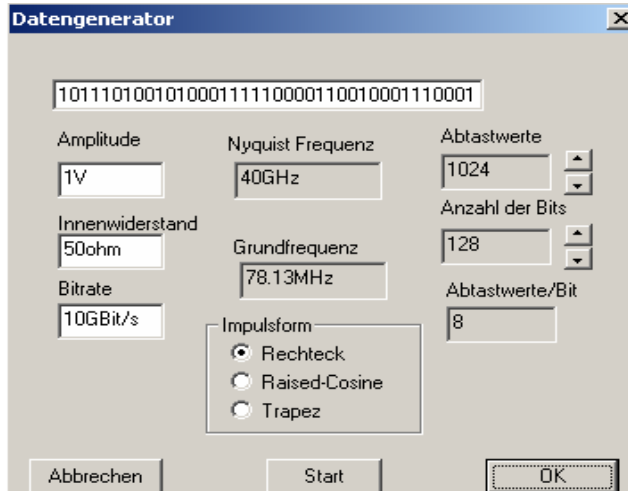 Datengenerator
10111010010100011111100001100100011100001
Amplitude
1V
Nyquist Frequenz
40GHz
Abtastwerte
1024
Innenwiderstand
50ohm
Grundfrequenz
78.13MHz
Anzahl der Bits
128
Bitrate
10GBit/s
Abtastwerte/Bit
8
Impulsform
Rechteck
Raised-Cosine
Trapez
Abbrechen
Start
OK